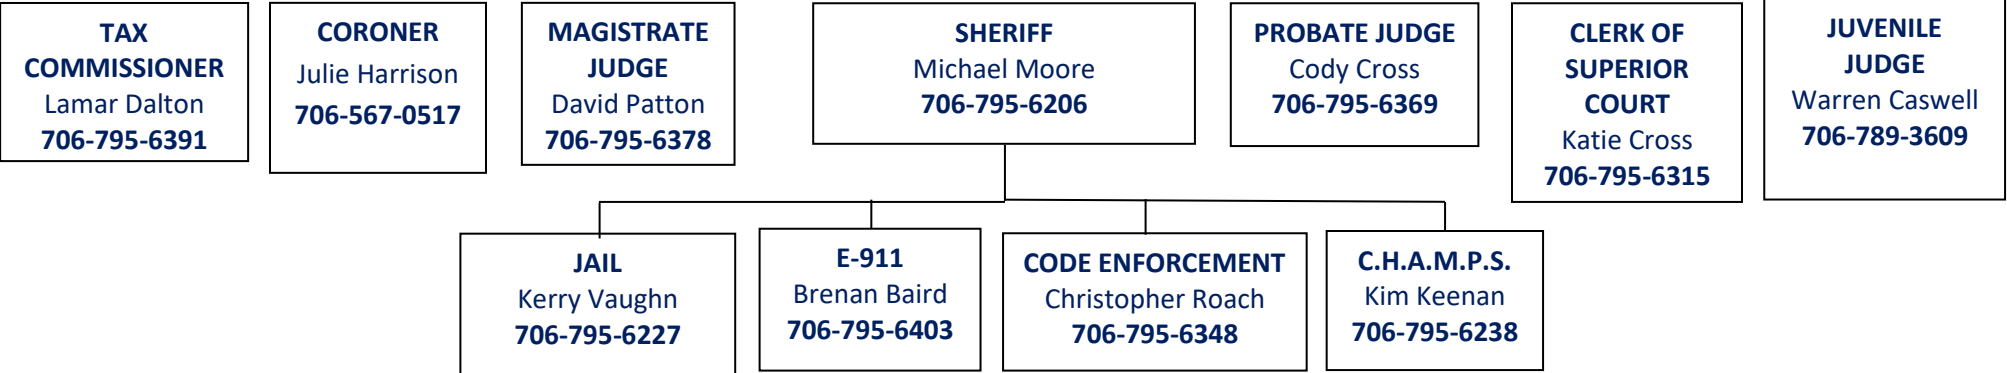 TAX
COMMISSIONER
Lamar Dalton
706-795-6391
CORONER
Julie Harrison
706-567-0517
MAGISTRATE
JUDGE
David Patton
706-795-6378
SHERIFF
Michael Moore
706-795-6206
PROBATE JUDGE
Cody Cross
706-795-6369
CLERK OF
SUPERIOR
COURT
Katie Cross
706-795-6315
JUVENILE
JUDGE
Warren Caswell
706-789-3609
JAIL
Kerry Vaughn
706-795-6227
E-911
Brenan Baird
706-795-6403
CODE ENFORCEMENT
Christopher Roach
706-795-6348
C.H.A.M.P.S.
Kim Keenan
706-795-6238